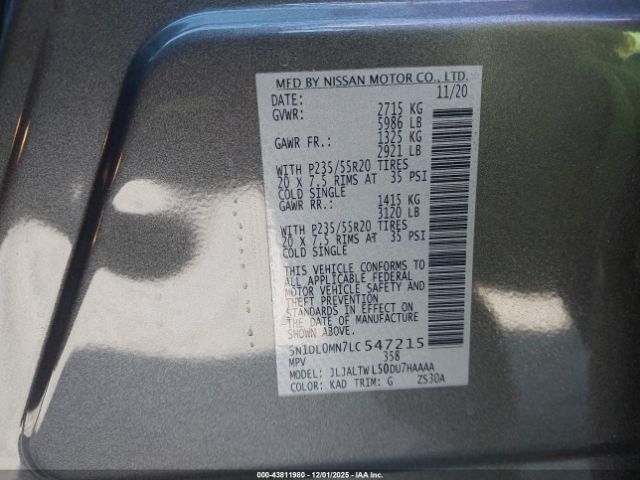 MFD BY NISSAN MOTOR CO., LTD.
DATE: 11/20
GVWR: 2715 KG
5986 LB
GAWR FR.: 1325 KG
2921 LB
WITH P235/55R20 TIRES
20 X 7.5 RIMS AT 35 PSI
COLD SINGLE
GAWR RR.: 1415 KG
3120 LB
WITH P235/55R20 TIRES
20 X 7.5 RIMS AT 35 PSI
COLD SINGLE
THIS VEHICLE CONFORMS TO
ALL APPLICABLE FEDERAL
MOTOR VEHICLE SAFETY AND
THEFT PREVENTION
STANDARDS IN EFFECT ON
THE DATE OF MANUFACTURE
SHOWN ABOVE.
5N1DL0MN7LC547215
MPV 358
MODEL: JLJALTWL50DU7HAAAA
COLOR: KAD TRIM: G ZS30A
Stock: 43811980 - 12/01/2025 - IAAI.com